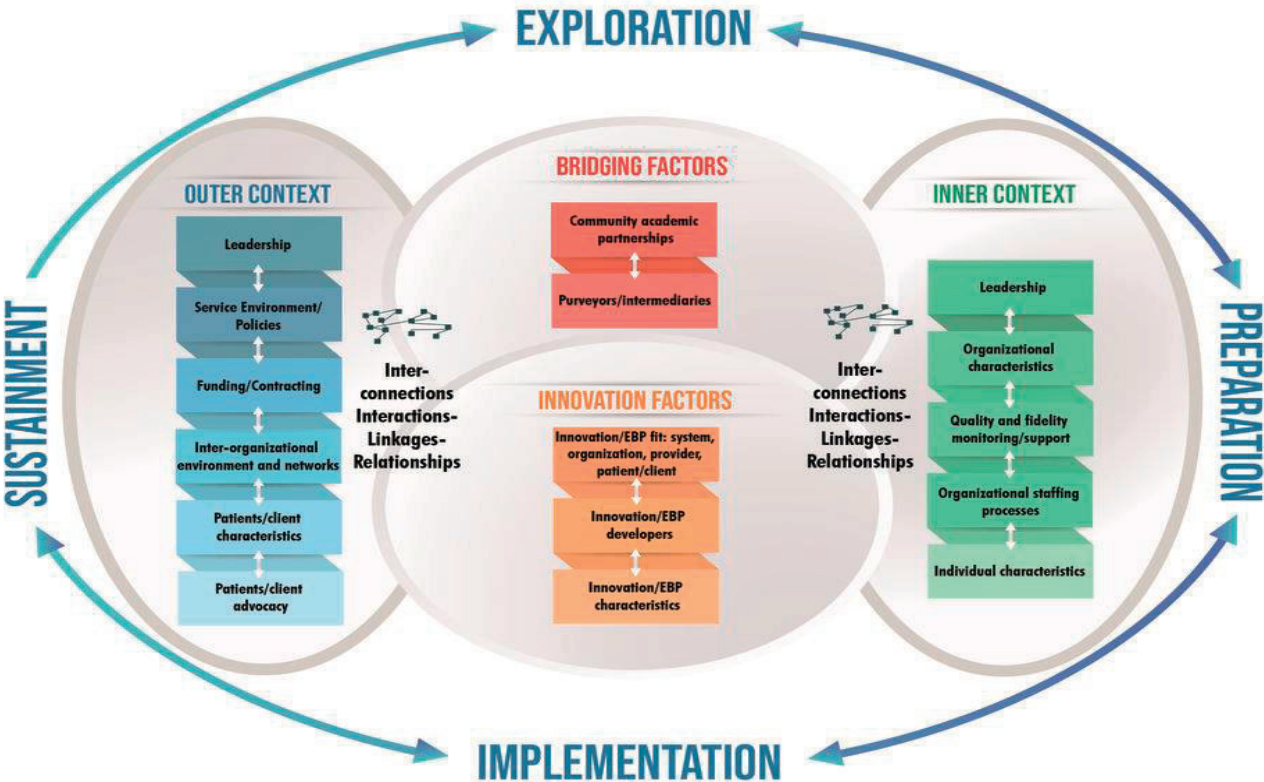 EXPLORATION
BRIDGING FACTORS
Community academic
partnerships
Purveyors/intermediaries
OUTER CONTEXT
Leadership
Service Environment/
Policies
Funding/Contracting
Inter-organizational
environment and networks
Patients/client
characteristics
Patients/client
advocacy
Inter-
connections
Interactions-
Linkages-
Relationships
INNOVATION FACTORS
Innovation/EBP fit: system,
organization, provider,
patient/client
Innovation/EBP
developers
Innovation/EBP
characteristics
Inter-
connections
Interactions-
Linkages-
Relationships
INNER CONTEXT
Leadership
Organizational
characteristics
Quality and fidelity
monitoring/support
Organizational staffing
processes
Individual characteristics
SUSTAINMENT
PREPARATION
IMPLEMENTATION